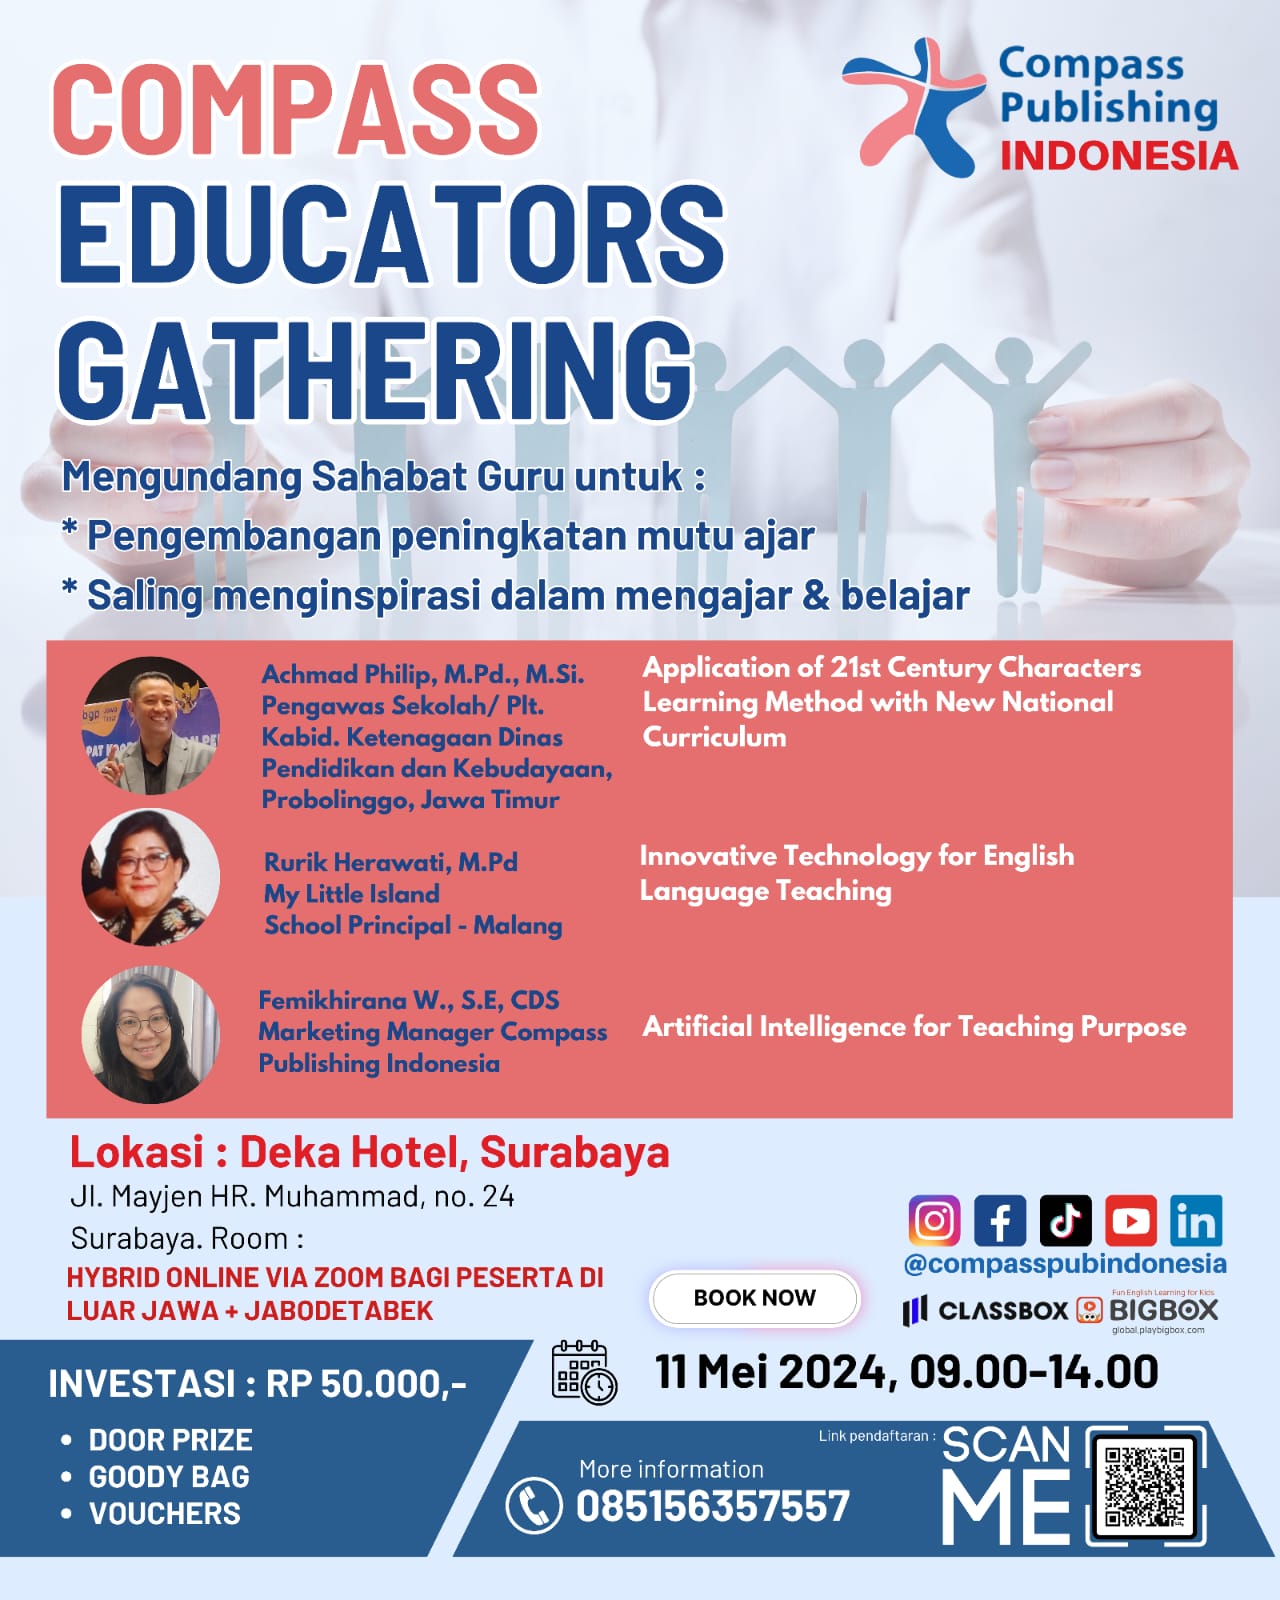 COMPASS
EDUCATORS
GATHERING
Compass
Publishing
INDONESIA
Mengundang Sahabat Guru untuk :
* Pengembangan peningkatan mutu ajar
* Saling menginspirasi dalam mengajar & belajar
Achmad Philip, M.Pd., M.Si.
Pengawas Sekolah/ Plt.
Kabid. Ketenagaan Dinas
Pendidikan dan Kebudayaan,
Probolinggo, Jawa Timur
Application of 21st Century Characters
Learning Method with New National
Curriculum
Rurik Herawati, M.Pd
My Little Island
School Principal - Malang
Innovative Technology for English
Language Teaching
Femikhirana W., S.E, CDS
Marketing Manager Compass
Publishing Indonesia
Artificial Intelligence for Teaching Purpose
Lokasi : Deka Hotel, Surabaya
Jl. Mayjen HR. Muhammad, no. 24
Surabaya. Room :
HYBRID ONLINE VIA ZOOM BAGI PESERTA DI
LUAR JAWA + JABODETABEK
BOOK NOW
@compasspubindonesia
CLASSBOX
Fun English Learning for Kids
BIGBOX
global.playbigbox.com
11 Mei 2024, 09.00-14.00
INVESTASI : RP 50.000,-
• DOOR PRIZE
• GOODY BAG
• VOUCHERS
More information
085156357557
Link pendaftaran :
SCAN
ME